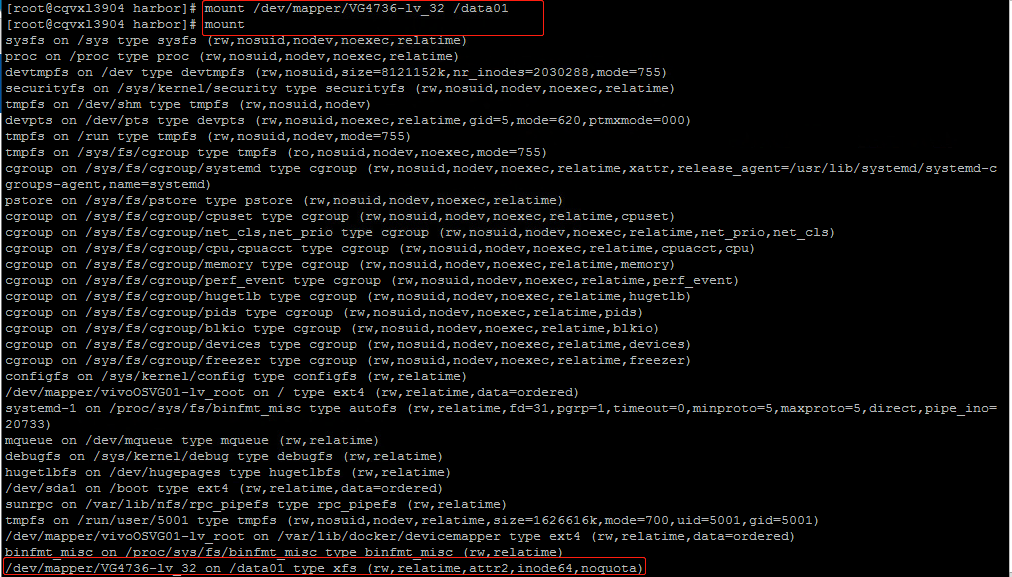 [root@cqvxl3904 harbor]# mount /dev/mapper/VG4736-lv_32 /data01
[root@cqvxl3904 harbor]# mount
sysfs on /sys type sysfs (rw,nosuid,nodev,noexec,relatime)
proc on /proc type proc (rw,nosuid,nodev,noexec,relatime)
devtmpfs on /dev type devtmpfs (rw,nosuid,size=8121152k,nr_inodes=2030288,mode=755)
securityfs on /sys/kernel/security type securityfs (rw,nosuid,nodev,noexec,relatime)
tmpfs on /dev/shm type tmpfs (rw,nosuid,nodev)
devpts on /dev/pts type devpts (rw,nosuid,noexec,relatime,gid=5,mode=620,ptmxmode=000)
tmpfs on /run type tmpfs (rw,nosuid,nodev,mode=755)
tmpfs on /sys/fs/cgroup type tmpfs (ro,nosuid,nodev,noexec,mode=755)
cgroup on /sys/fs/cgroup/systemd type cgroup (rw,nosuid,nodev,noexec,relatime,xattr,release_agent=/usr/lib/systemd/systemd-c
groups-agent,name=systemd)
pstore on /sys/fs/pstore type pstore (rw,nosuid,nodev,noexec,relatime)
cgroup on /sys/fs/cgroup/cpuset type cgroup (rw,nosuid,nodev,noexec,relatime,cpuset)
cgroup on /sys/fs/cgroup/net_cls,net_prio type cgroup (rw,nosuid,nodev,noexec,relatime,net_prio,net_cls)
cgroup on /sys/fs/cgroup/cpu,cpuacct type cgroup (rw,nosuid,nodev,noexec,relatime,cpuacct,cpu)
cgroup on /sys/fs/cgroup/memory type cgroup (rw,nosuid,nodev,noexec,relatime,memory)
cgroup on /sys/fs/cgroup/perf_event type cgroup (rw,nosuid,nodev,noexec,relatime,perf_event)
cgroup on /sys/fs/cgroup/hugetlb type cgroup (rw,nosuid,nodev,noexec,relatime,hugetlb)
cgroup on /sys/fs/cgroup/pids type cgroup (rw,nosuid,nodev,noexec,relatime,pids)
cgroup on /sys/fs/cgroup/blkio type cgroup (rw,nosuid,nodev,noexec,relatime,blkio)
cgroup on /sys/fs/cgroup/devices type cgroup (rw,nosuid,nodev,noexec,relatime,devices)
cgroup on /sys/fs/cgroup/freezer type cgroup (rw,nosuid,nodev,noexec,relatime,freezer)
configfs on /sys/kernel/config type configfs (rw,relatime)
/dev/mapper/vivoOSVG01-lv_root on / type ext4 (rw,relatime,data=ordered)
systemd-1 on /proc/sys/fs/binfmt_misc type autofs (rw,relatime,fd=31,pgrp=1,timeout=0,minproto=5,maxproto=5,direct,pipe_ino=
20733)
mqueue on /dev/mqueue type mqueue (rw,relatime)
debugfs on /sys/kernel/debug type debugfs (rw,relatime)
hugetlbfs on /dev/hugepages type hugetlbfs (rw,relatime)
/dev/sda1 on /boot type ext4 (rw,relatime,data=ordered)
sunrpc on /var/lib/nfs/rpc_pipefs type rpc_pipefs (rw,relatime)
tmpfs on /run/user/5001 type tmpfs (rw,nosuid,nodev,relatime,size=1626616k,mode=700,uid=5001,gid=5001)
/dev/mapper/vivoOSVG01-lv_root on /var/lib/docker/devicemapper type ext4 (rw,relatime,data=ordered)
binfmt_misc on /proc/sys/fs/binfmt_misc type binfmt_misc (rw,relatime)
/dev/mapper/VG4736-lv_32 on /data01 type xfs (rw,relatime,attr2,inode64,noquota)